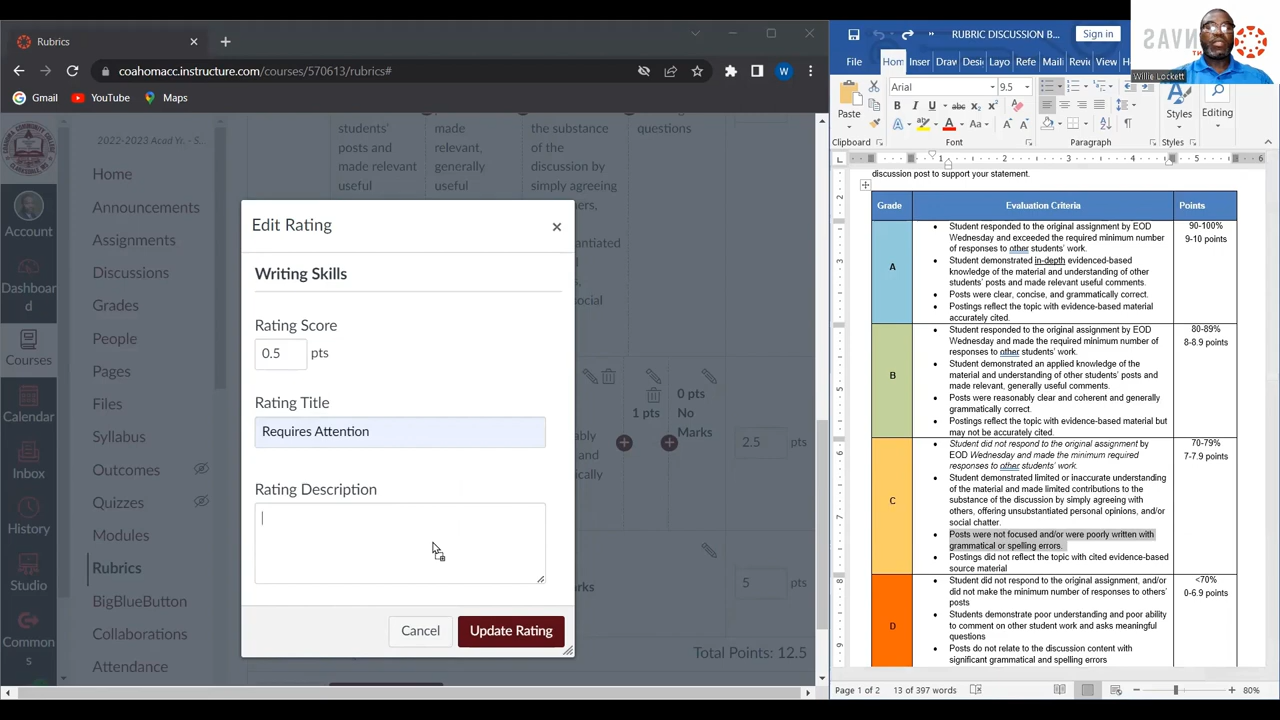 Rubrics
RUBRIC DISCUSSION B...
Sign in
Willie Lockett
coahomacc.instructure.com/courses/570613/rubrics#
W
File
Hom
Inser
Draw
Desi
Layo
Refe
Maili
Revi
View
Gmail
YouTube
Maps
Arial
9.5
Paste
Styles
Editing
Clipboard
Font
Paragraph
Styles
2022-2023 Acad Yr. - S...
Home
Announcements
Assignments
Discussions
Grades
People
Pages
Files
Syllabus
Outcomes
Quizzes
Modules
Rubrics
BigBlueButton
Collaborations
Attendance
Account
Dashboar
d
Courses
Calendar
Inbox
History
Studio
Common
s
students'
posts
and
made relevant
useful
made
relevant,
generally
useful
the substance
of the
discussion by
simply agreeing
questions
Edit Rating
Writing Skills
Rating Score
0.5 pts
Rating Title
Requires Attention
Rating Description
Cancel
Update Rating
1 pts
0 pts
No
Marks
2.5 pts
5 pts
Total Points: 12.5
discussion post to support your statement.
Grade
Evaluation Criteria
Points
A
Student responded to the original assignment by EOD
Wednesday and exceeded the required minimum number
of responses to other students' work.
Student demonstrated in-depth evidenced-based
knowledge of the material and understanding of other
students' posts and made relevant useful comments.
Posts were clear, concise, and grammatically correct.
Postings reflect the topic with evidence-based material
accurately cited.
90-100%
9-10 points
B
Student responded to the original assignment by EOD
Wednesday and made the required minimum number of
responses to other students' work.
Student demonstrated an applied knowledge of the
material and understanding of other students' posts and
made relevant, generally useful comments.
Posts were reasonably clear and coherent and generally
grammatically correct.
Postings reflect the topic with evidence-based material but
may not be accurately cited.
80-89%
8-8.9 points
C
Student did not respond to the original assignment by
EOD Wednesday and made the minimum required
responses to other students' work.
Student demonstrated limited or inaccurate understanding
of the material and made limited contributions to the
substance of the discussion by simply agreeing with
others, offering unsubstantiated personal opinions, and/or
social chatter.
Posts were not focused and/or were poorly written with
grammatical or spelling errors.
Postings did not reflect the topic with cited evidence-based
source material
70-79%
7-7.9 points
D
Student did not respond to the original assignment, and/or
did not make the minimum number of responses to others'
posts
Students demonstrate poor understanding and poor ability
to comment on other student work and asks meaningful
questions
Posts do not relate to the discussion content with
significant grammatical and spelling errors
<70%
0-6.9 points
Page 1 of 2
13 of 397 words
80%